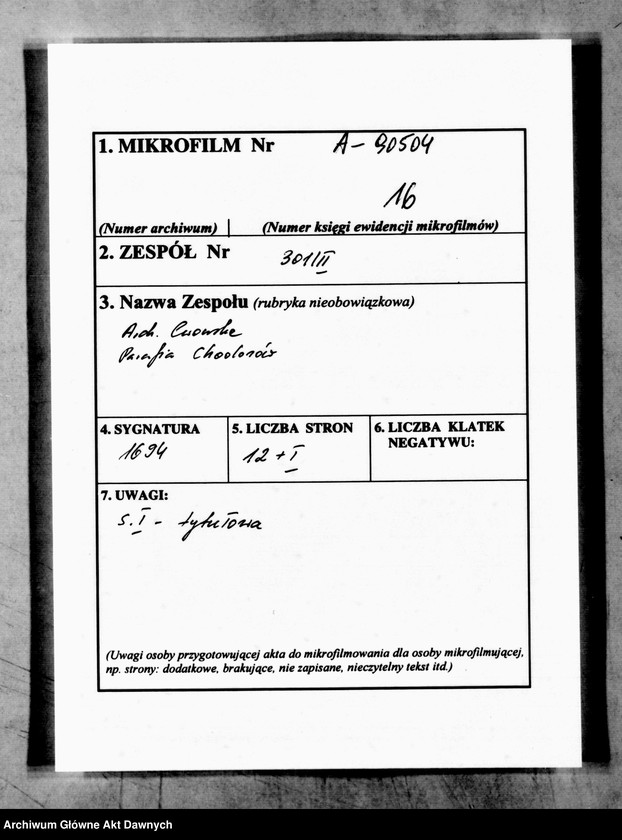 1. MIKROFILM Nr A-90504
16
(Numer archiwum) (Numer księgi ewidencji mikrofilmów)
2. ZESPÓŁ Nr 301/II
3. Nazwa Zespołu (rubryka nieobowiązkowa)
Arch. Lwowska
Parafia Chodorów
4. SYGNATURA 5. LICZBA STRON 6. LICZBA KLATEK
NEGATYWU:
1694 12 + I
7. UWAGI:
s. I - tytułowa
(Uwagi osoby przygotowującej akta do mikrofilmowania dla osoby mikrofilmującej,
np. strony: dodatkowe, brakujące, nie zapisane, nieczytelny tekst itd.)
Archiwum Główne Akt Dawnych